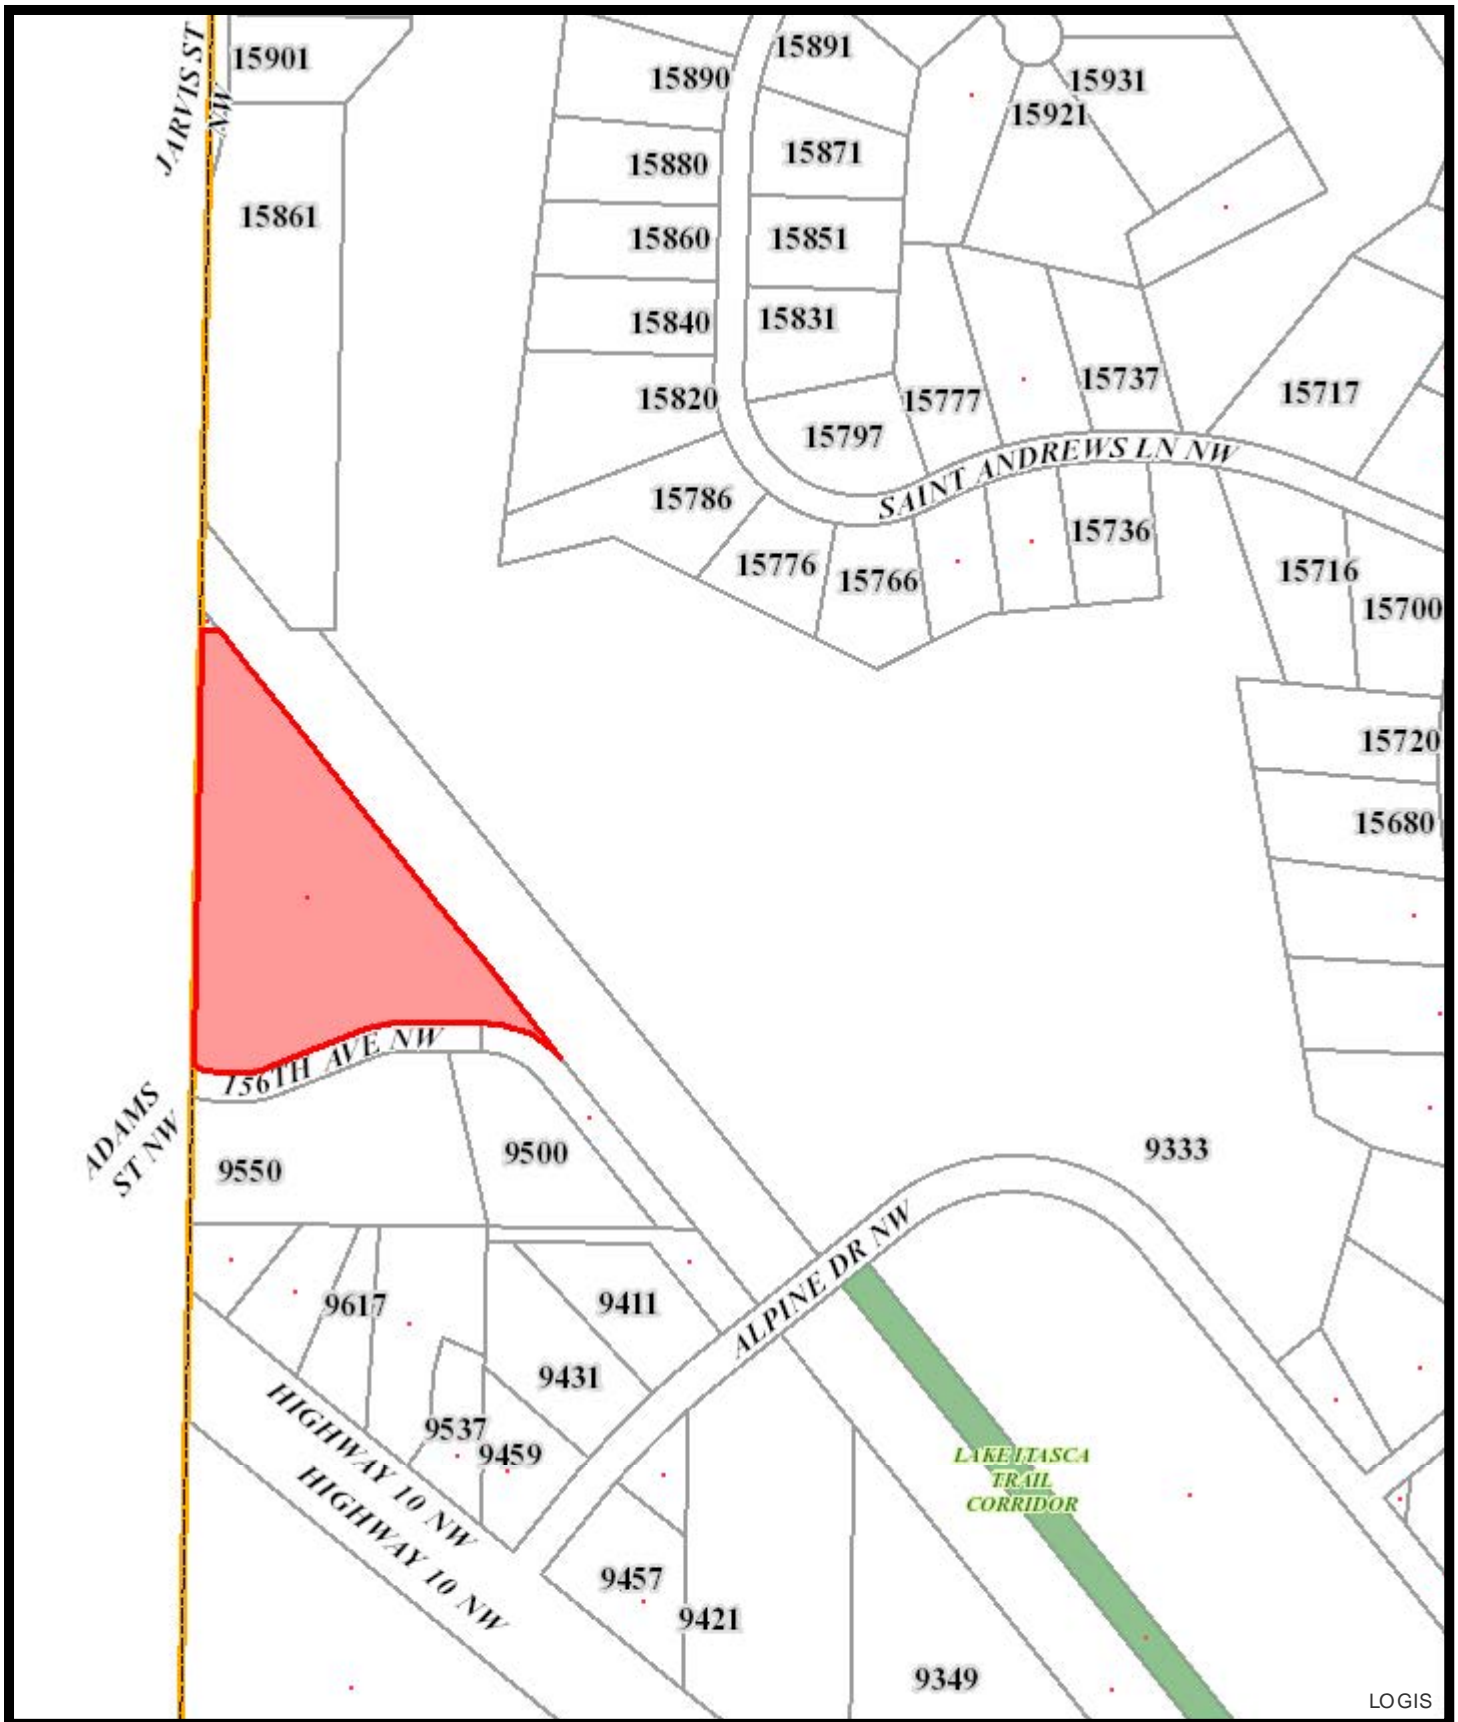 JARVIS ST
NW
15901
15861
15890
15891
15931
15921
15880
15871
15860
15851
15840
15831
15820
15797
15777
15737
15717
SAINT ANDREWS LN NW
15786
15776
15766
15736
15716
15700
15720
15680
156TH AVE NW
ADAMS
ST NW
9550
9500
9333
ALPINE DR NW
9617
9411
9431
9537
9459
HIGHWAY 10 NW
HIGHWAY 10 NW
LAKE ITASCA
TRAIL
CORRIDOR
9457
9421
9349
LOGIS